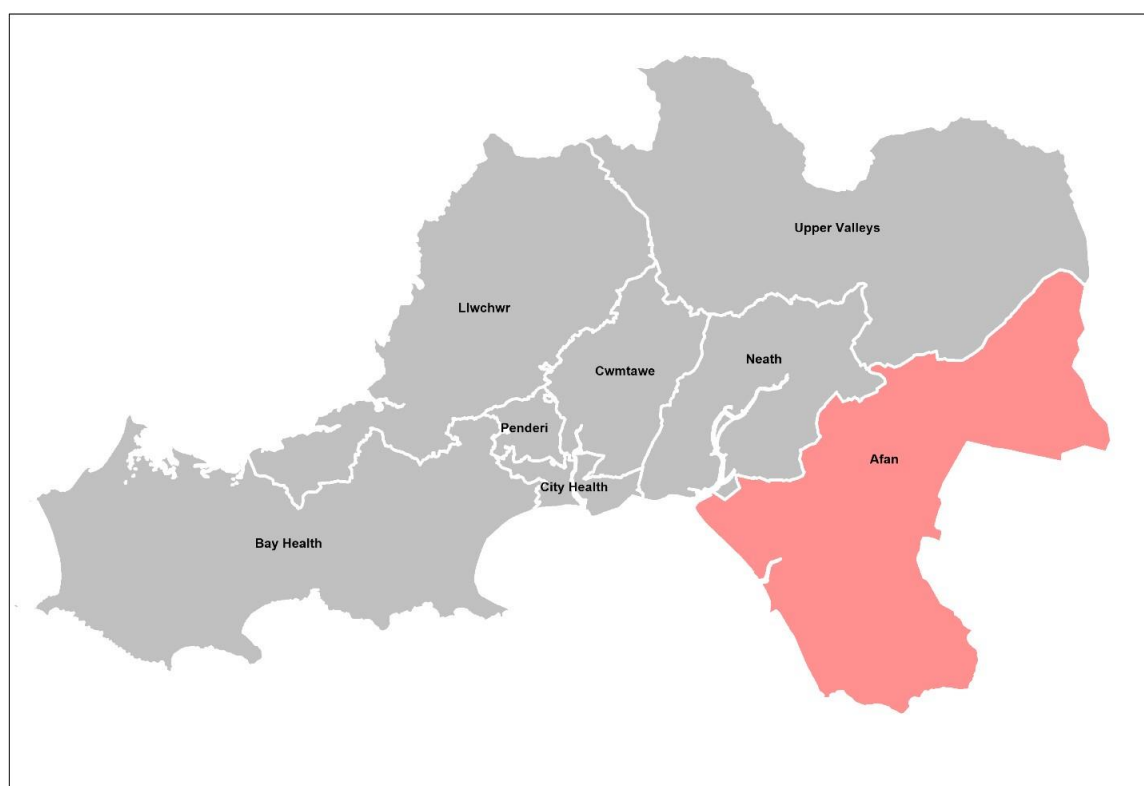 Upper Valleys
Llwchwr
Neath
Cwmtawe
Penderi
Afan
City Health
Bay Health